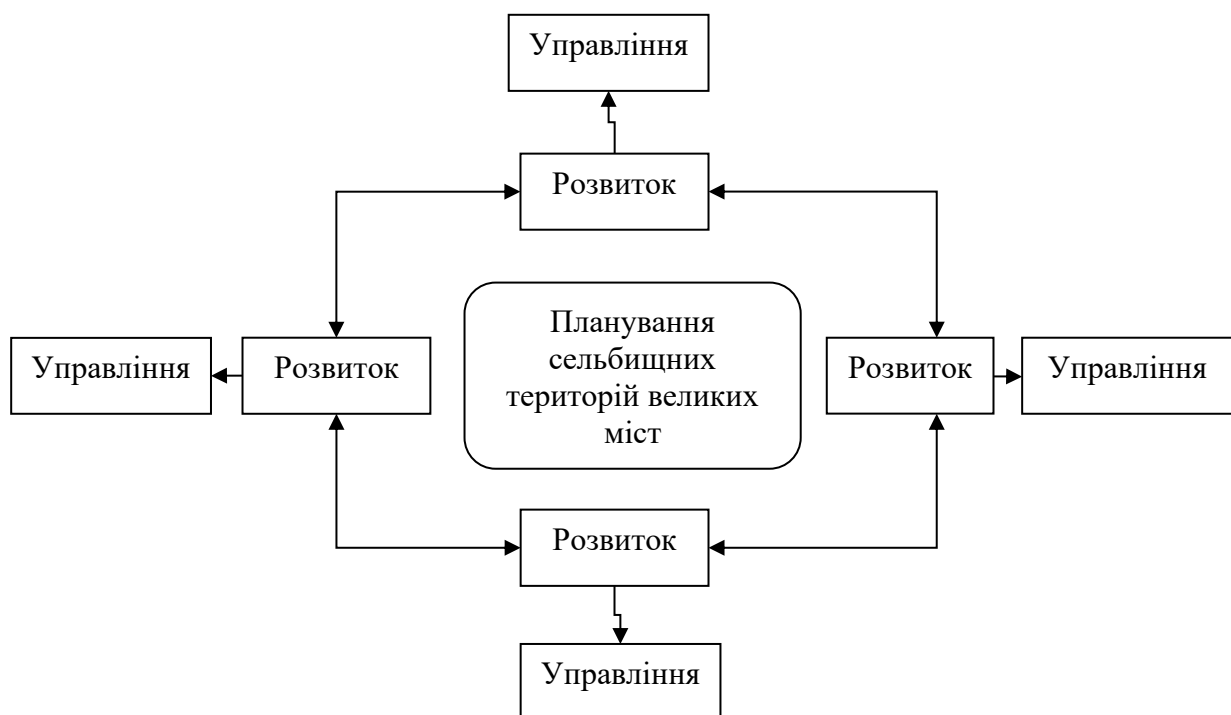 Управління
Розвиток
Планування
сельбищних
територій великих
міст
Управління
Розвиток
Розвиток
Управління
Розвиток
Управління